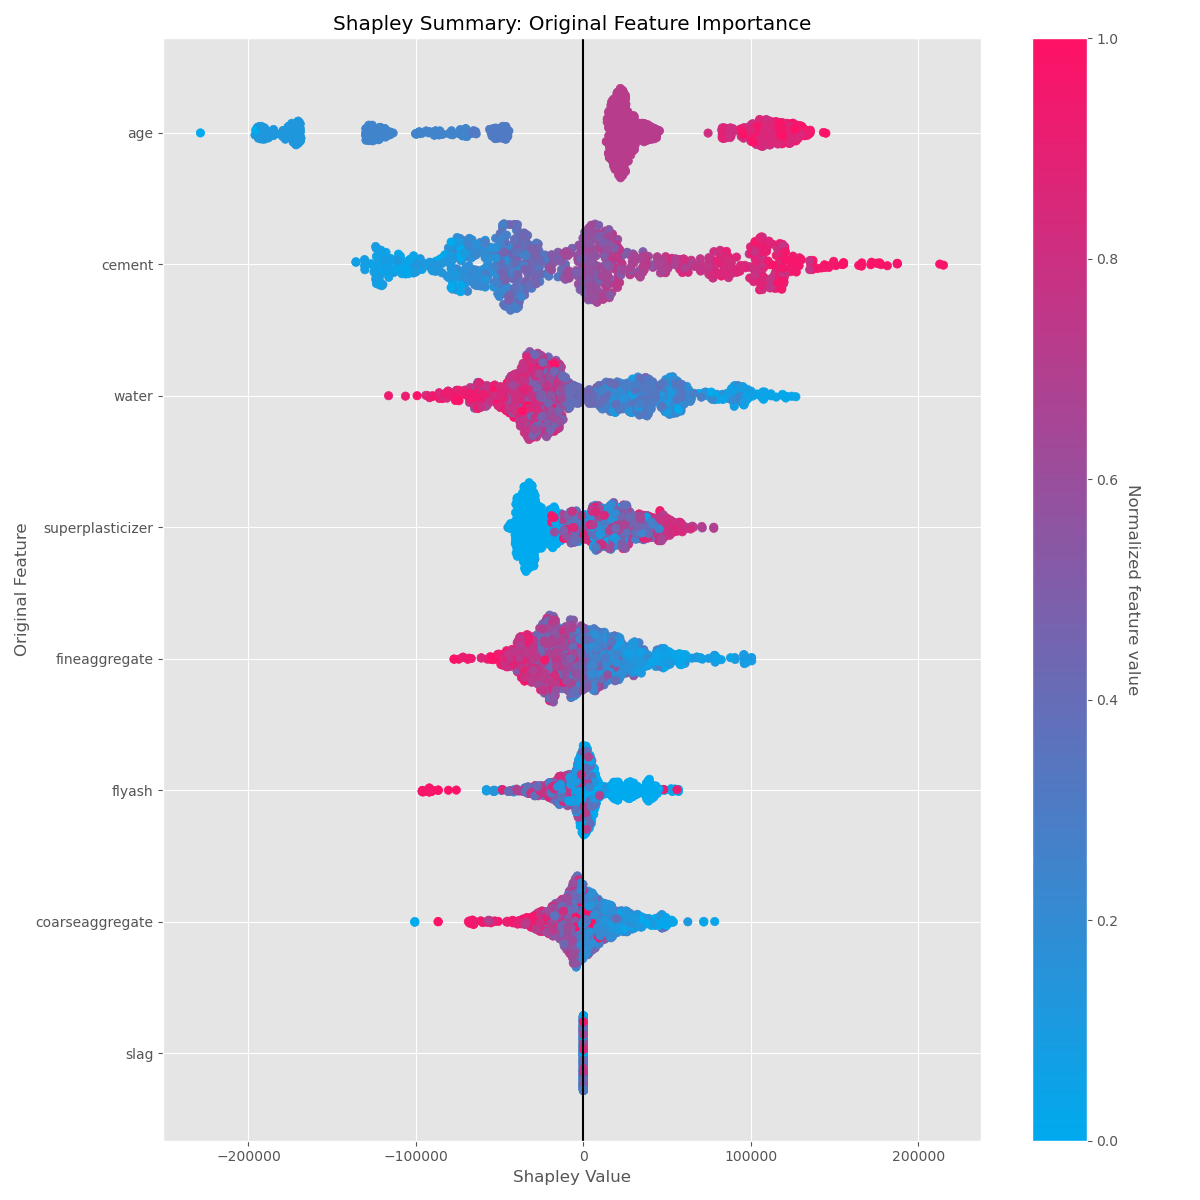 Shapley Summary: Original Feature Importance
age
cement
water
superplasticizer
fineaggregate
flyash
coarseaggregate
slag
Original Feature
−200000
−100000
0
100000
200000
Shapley Value
1.0
0.8
0.6
0.4
0.2
0.0
Normalized feature value